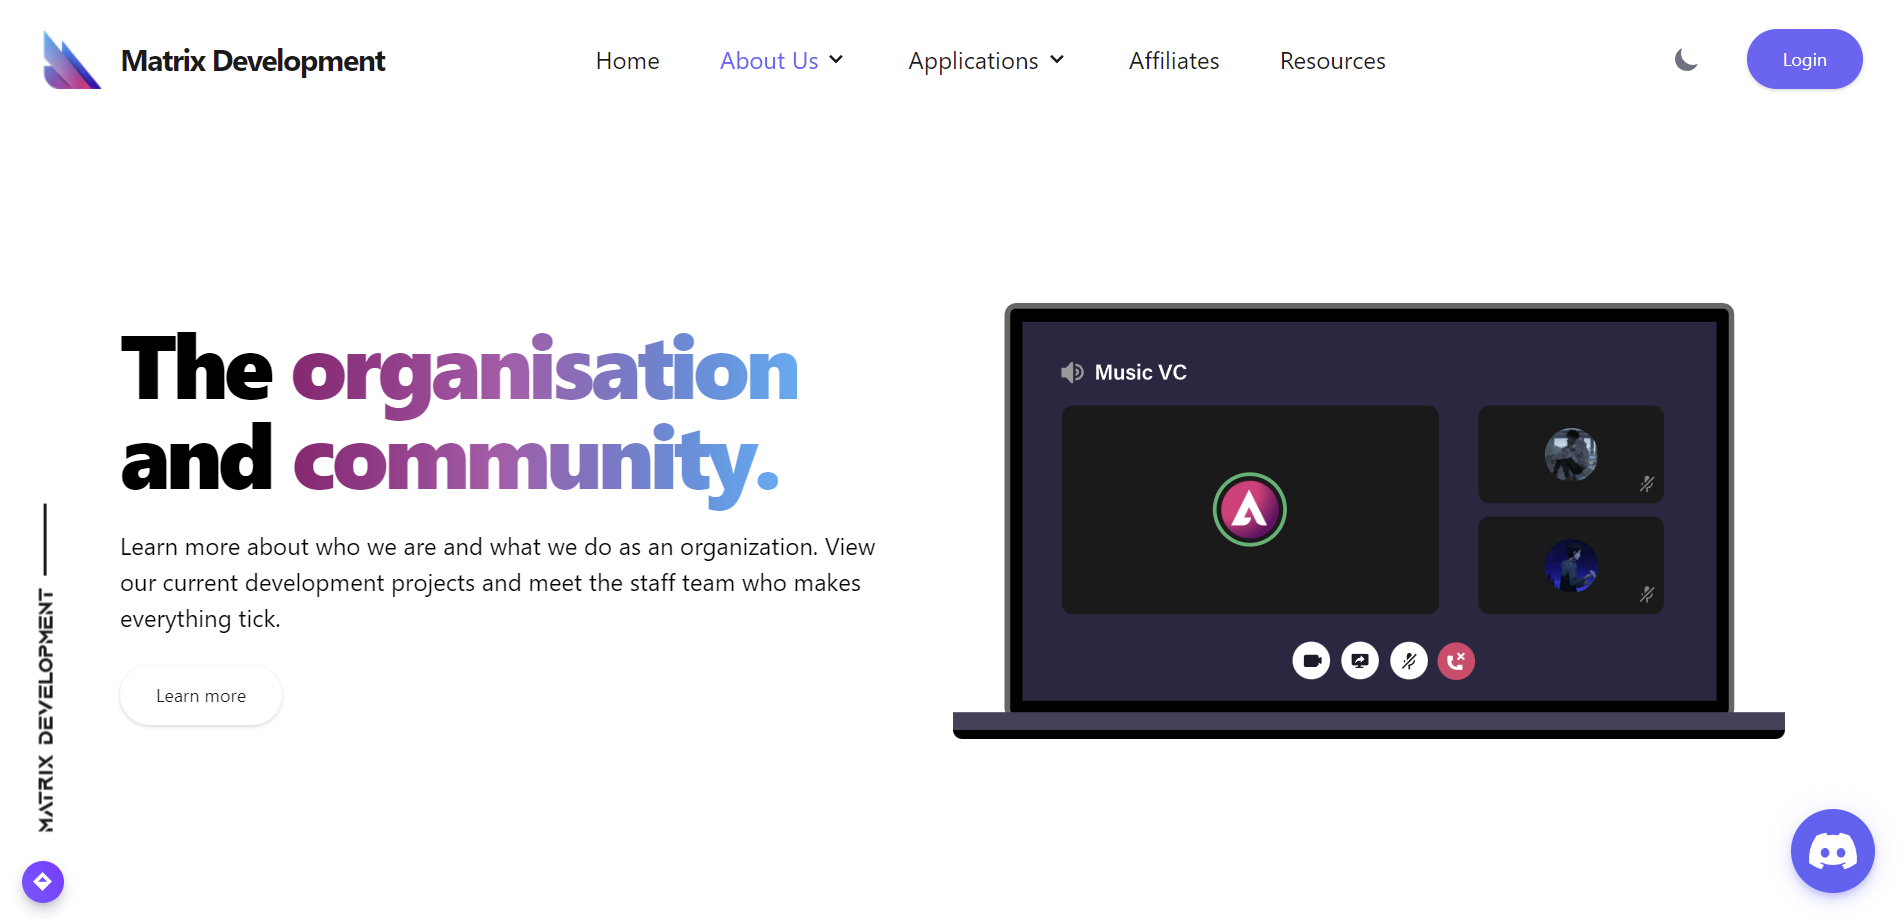 Matrix Development
Home
About Us
Applications
Affiliates
Resources
Login
The organisation
and community.
Learn more about who we are and what we do as an organization. View
our current development projects and meet the staff team who makes
everything tick.
Learn more
Music VC
MATRIX DEVELOPMENT